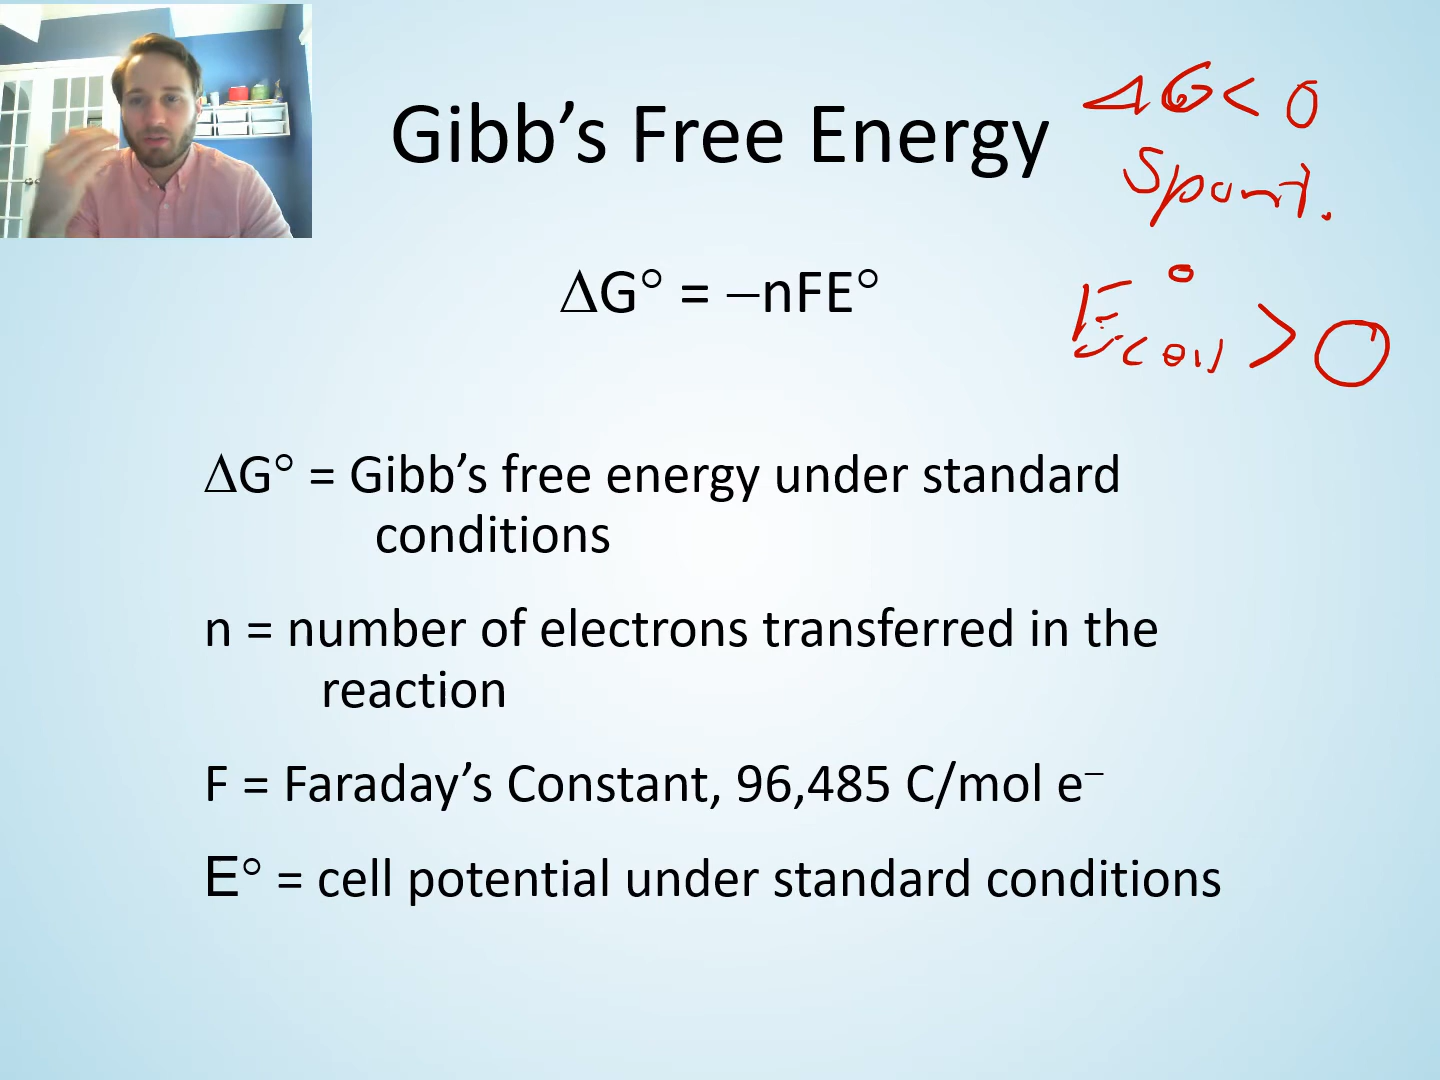 Gibb’s Free Energy
ΔG < 0
Spont.
ΔG° = −nFE°
E°cell > 0
ΔG° = Gibb’s free energy under standard
conditions
n = number of electrons transferred in the
reaction
F = Faraday’s Constant, 96,485 C/mol e⁻
E° = cell potential under standard conditions